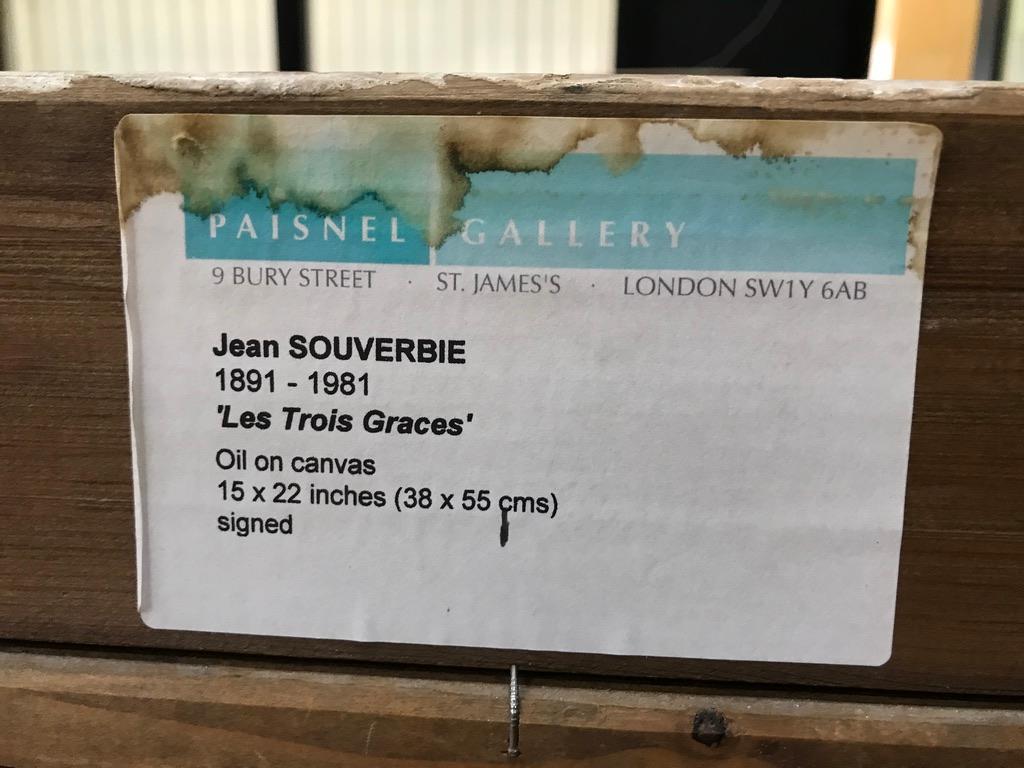 PAISNEL GALLERY
9 BURY STREET · ST. JAMES'S · LONDON SW1Y 6AB
Jean SOUVERBIE
1891 - 1981
'Les Trois Graces'
Oil on canvas
15 x 22 inches (38 x 55 cms)
signed